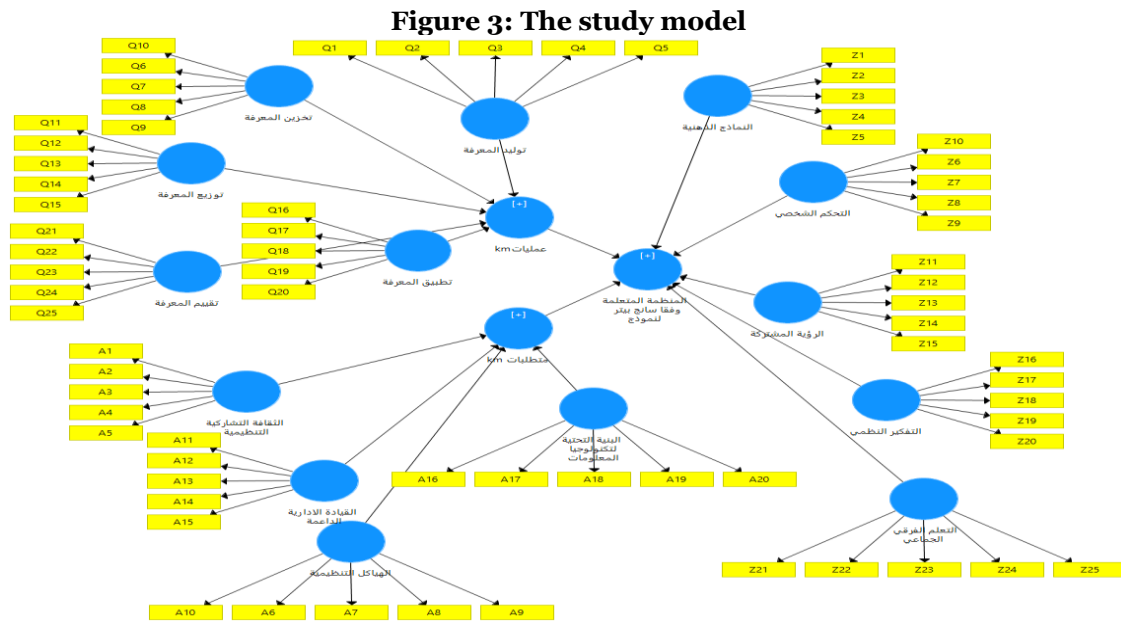 Figure 3: The study model
Q10
Q6
Q7
Q8
Q9
تخزين المعرفة
Q1
Q2
Q3
Q4
Q5
توليد المعرفة
Z1
Z2
Z3
Z4
Z5
النماذج الذهنية
Q11
Q12
Q13
Q14
Q15
توزيع المعرفة
Z10
Z6
Z7
Z8
Z9
التحكم الشخصي
Q21
Q22
Q23
Q24
Q25
تقييم المعرفة
Q16
Q17
Q18
Q19
Q20
تطبيق المعرفة
[+]
عمليات km
[+]
المنظمة المتعلمة
وفقا سانج بيتر
لنموذج
Z11
Z12
Z13
Z14
Z15
الرؤية المشتركة
[+]
متطلبات km
A1
A2
A3
A4
A5
الثقافة التشاركية
التنظيمية
Z16
Z17
Z18
Z19
Z20
التفكير النظمي
A11
A12
A13
A14
A15
القيادة الادارية
الداعمة
البنية التحتية
لتكنولوجيا
المعلومات
A16
A17
A18
A19
A20
التعلم الفرقي
الجماعي
Z21
Z22
Z23
Z24
Z25
الهياكل التنظيمية
A10
A6
A7
A8
A9